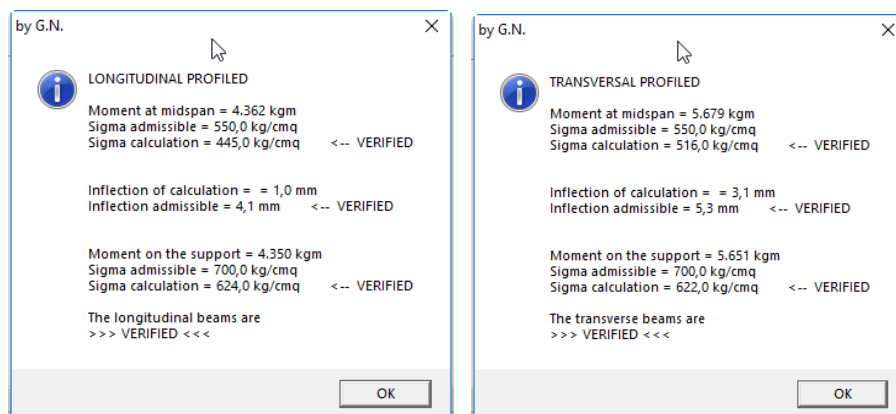 by G.N.
LONGITUDINAL PROFILED
Moment at midspan = 4.362 kgm
Sigma admissible = 550,0 kg/cmq
Sigma calculation = 445,0 kg/cmq <-- VERIFIED
Inflection of calculation = = 1,0 mm
Inflection admissible = 4,1 mm <-- VERIFIED
Moment on the support = 4.350 kgm
Sigma admissible = 700,0 kg/cmq
Sigma calculation = 624,0 kg/cmq <-- VERIFIED
The longitudinal beams are
>>> VERIFIED <<<
OK
by G.N.
TRANSVERSAL PROFILED
Moment at midspan = 5.679 kgm
Sigma admissible = 550,0 kg/cmq
Sigma calculation = 516,0 kg/cmq <-- VERIFIED
Inflection of calculation = = 3,1 mm
Inflection admissible = 5,3 mm <-- VERIFIED
Moment on the support = 5.651 kgm
Sigma admissible = 700,0 kg/cmq
Sigma calculation = 622,0 kg/cmq <-- VERIFIED
The transverse beams are
>>> VERIFIED <<<
OK